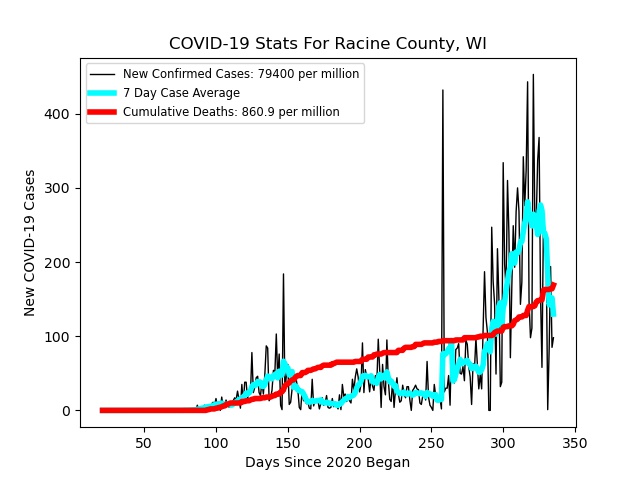 COVID-19 Stats For Racine County, WI
New Confirmed Cases: 79400 per million
7 Day Case Average
Cumulative Deaths: 860.9 per million
New COVID-19 Cases
400
300
200
100
0
50
100
150
200
250
300
350
Days Since 2020 Began